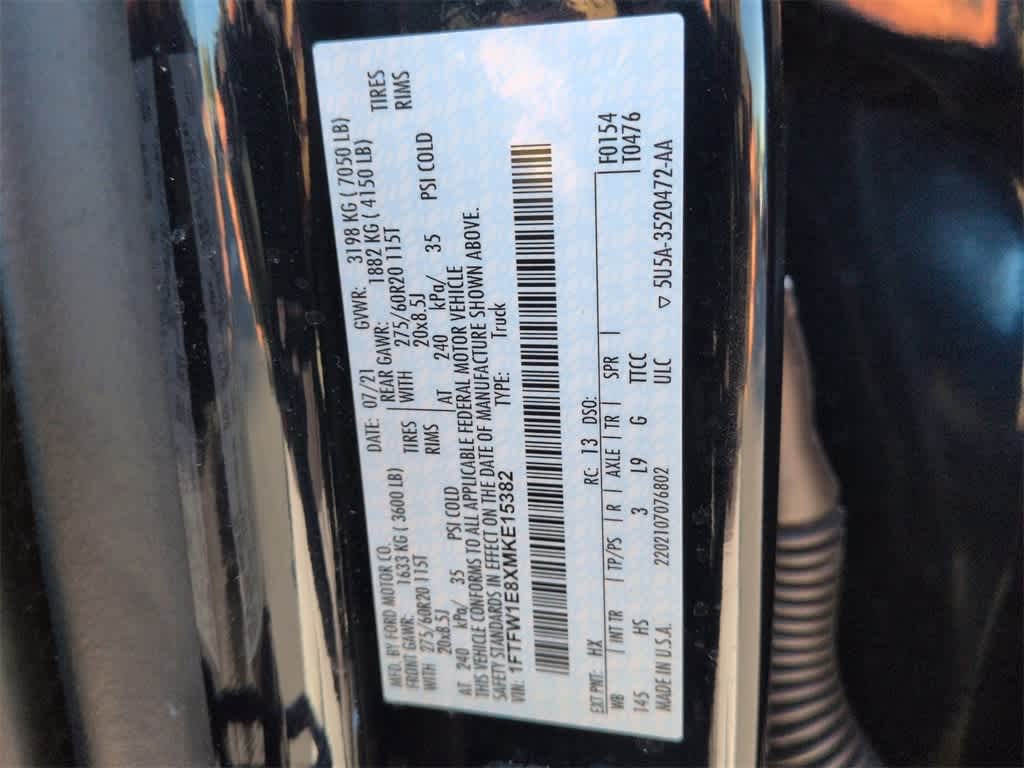 MFD. BY FORD MOTOR CO. DATE: 07/21 GVWR: 3198 KG ( 7050 LB)
FRONT GAWR: 1633 KG ( 3600 LB) REAR GAWR: 1882 KG ( 4150 LB)
WITH 275/60R20 115T TIRES WITH 275/60R20 115T TIRES
20x8.5J RIMS 20x8.5J RIMS
AT 240 kPa/ 35 PSI COLD AT 240 kPa/ 35 PSI COLD
THIS VEHICLE CONFORMS TO ALL APPLICABLE FEDERAL MOTOR VEHICLE
SAFETY STANDARDS IN EFFECT ON THE DATE OF MANUFACTURE SHOWN ABOVE.
VIN: 1FTFW1E8XMKE15382 TYPE: Truck
EXT PNT: HX RC: 13 DSO: F0154
WB INT TR TP/PS R AXLE TR SPR T0476
145 HS 3 L9 G TTCC
MADE IN U.S.A. 220210707076802 ULC ▽ 5U5A-3520472-AA